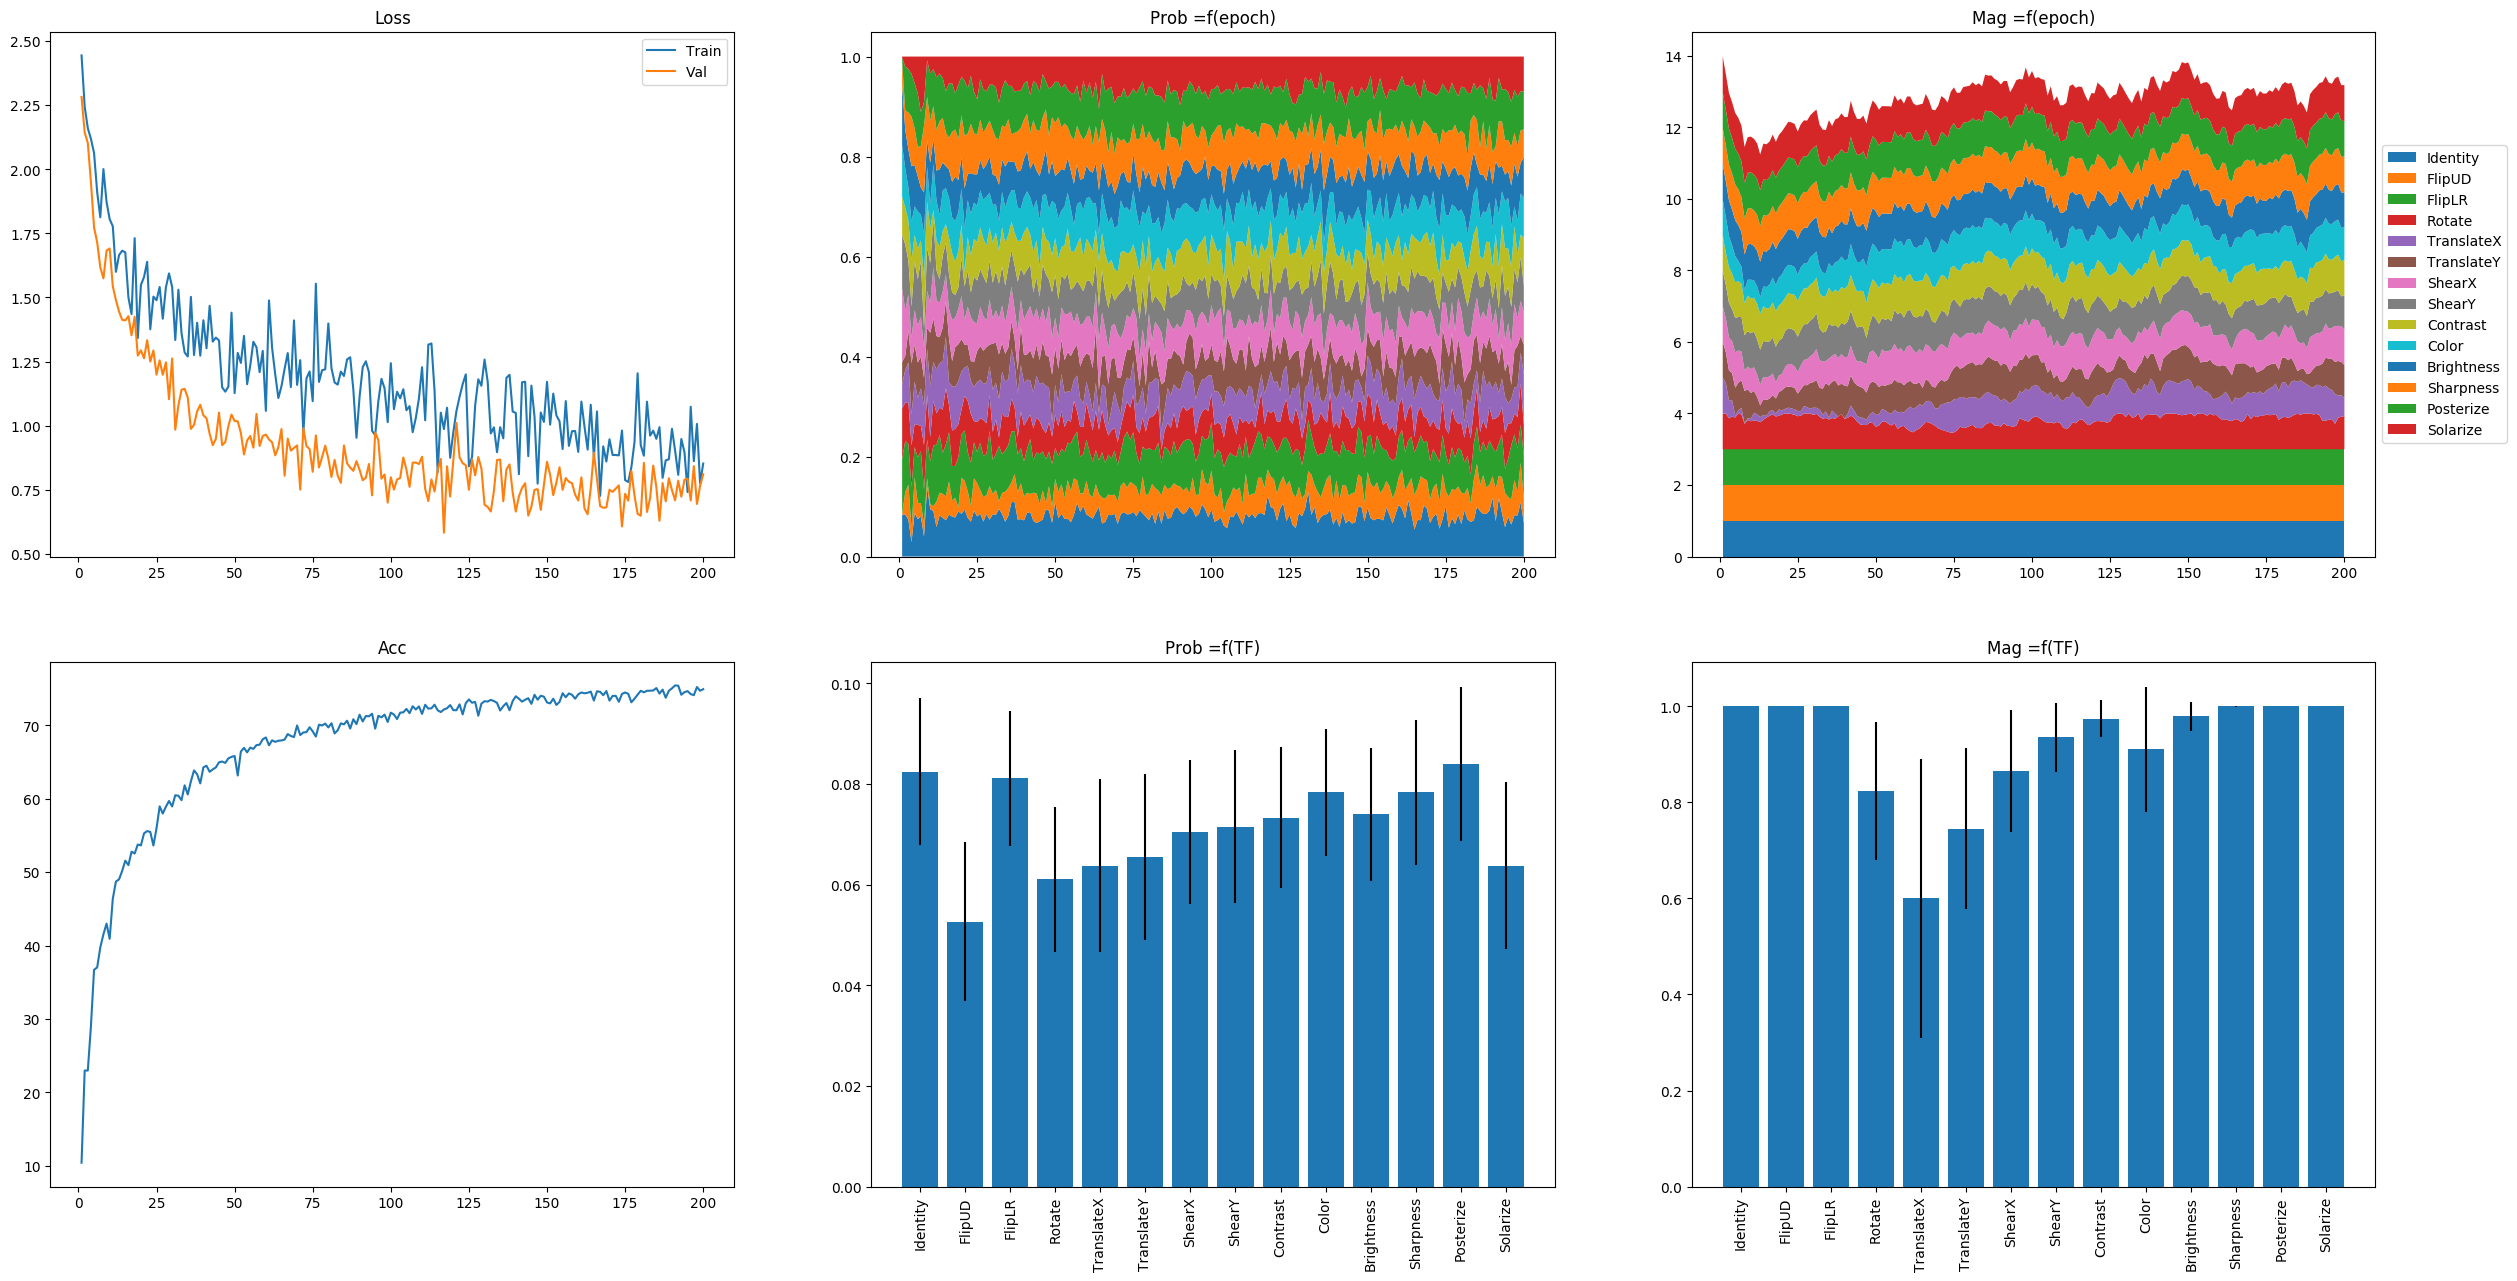 Loss
2.50
2.25
2.00
1.75
1.50
1.25
1.00
0.75
0.50
0 25 50 75 100 125 150 175 200
Train
Val
Prob =f(epoch)
1.0
0.8
0.6
0.4
0.2
0.0
0 25 50 75 100 125 150 175 200
Mag =f(epoch)
14
12
10
8
6
4
2
0
0 25 50 75 100 125 150 175 200
Identity
FlipUD
FlipLR
Rotate
TranslateX
TranslateY
ShearX
ShearY
Contrast
Color
Brightness
Sharpness
Posterize
Solarize
Acc
70
60
50
40
30
20
10
0 25 50 75 100 125 150 175 200
Prob =f(TF)
0.10
0.08
0.06
0.04
0.02
0.00
Identity
FlipUD
FlipLR
Rotate
TranslateX
TranslateY
ShearX
ShearY
Contrast
Color
Brightness
Sharpness
Posterize
Solarize
Mag =f(TF)
1.0
0.8
0.6
0.4
0.2
0.0
Identity
FlipUD
FlipLR
Rotate
TranslateX
TranslateY
ShearX
ShearY
Contrast
Color
Brightness
Sharpness
Posterize
Solarize